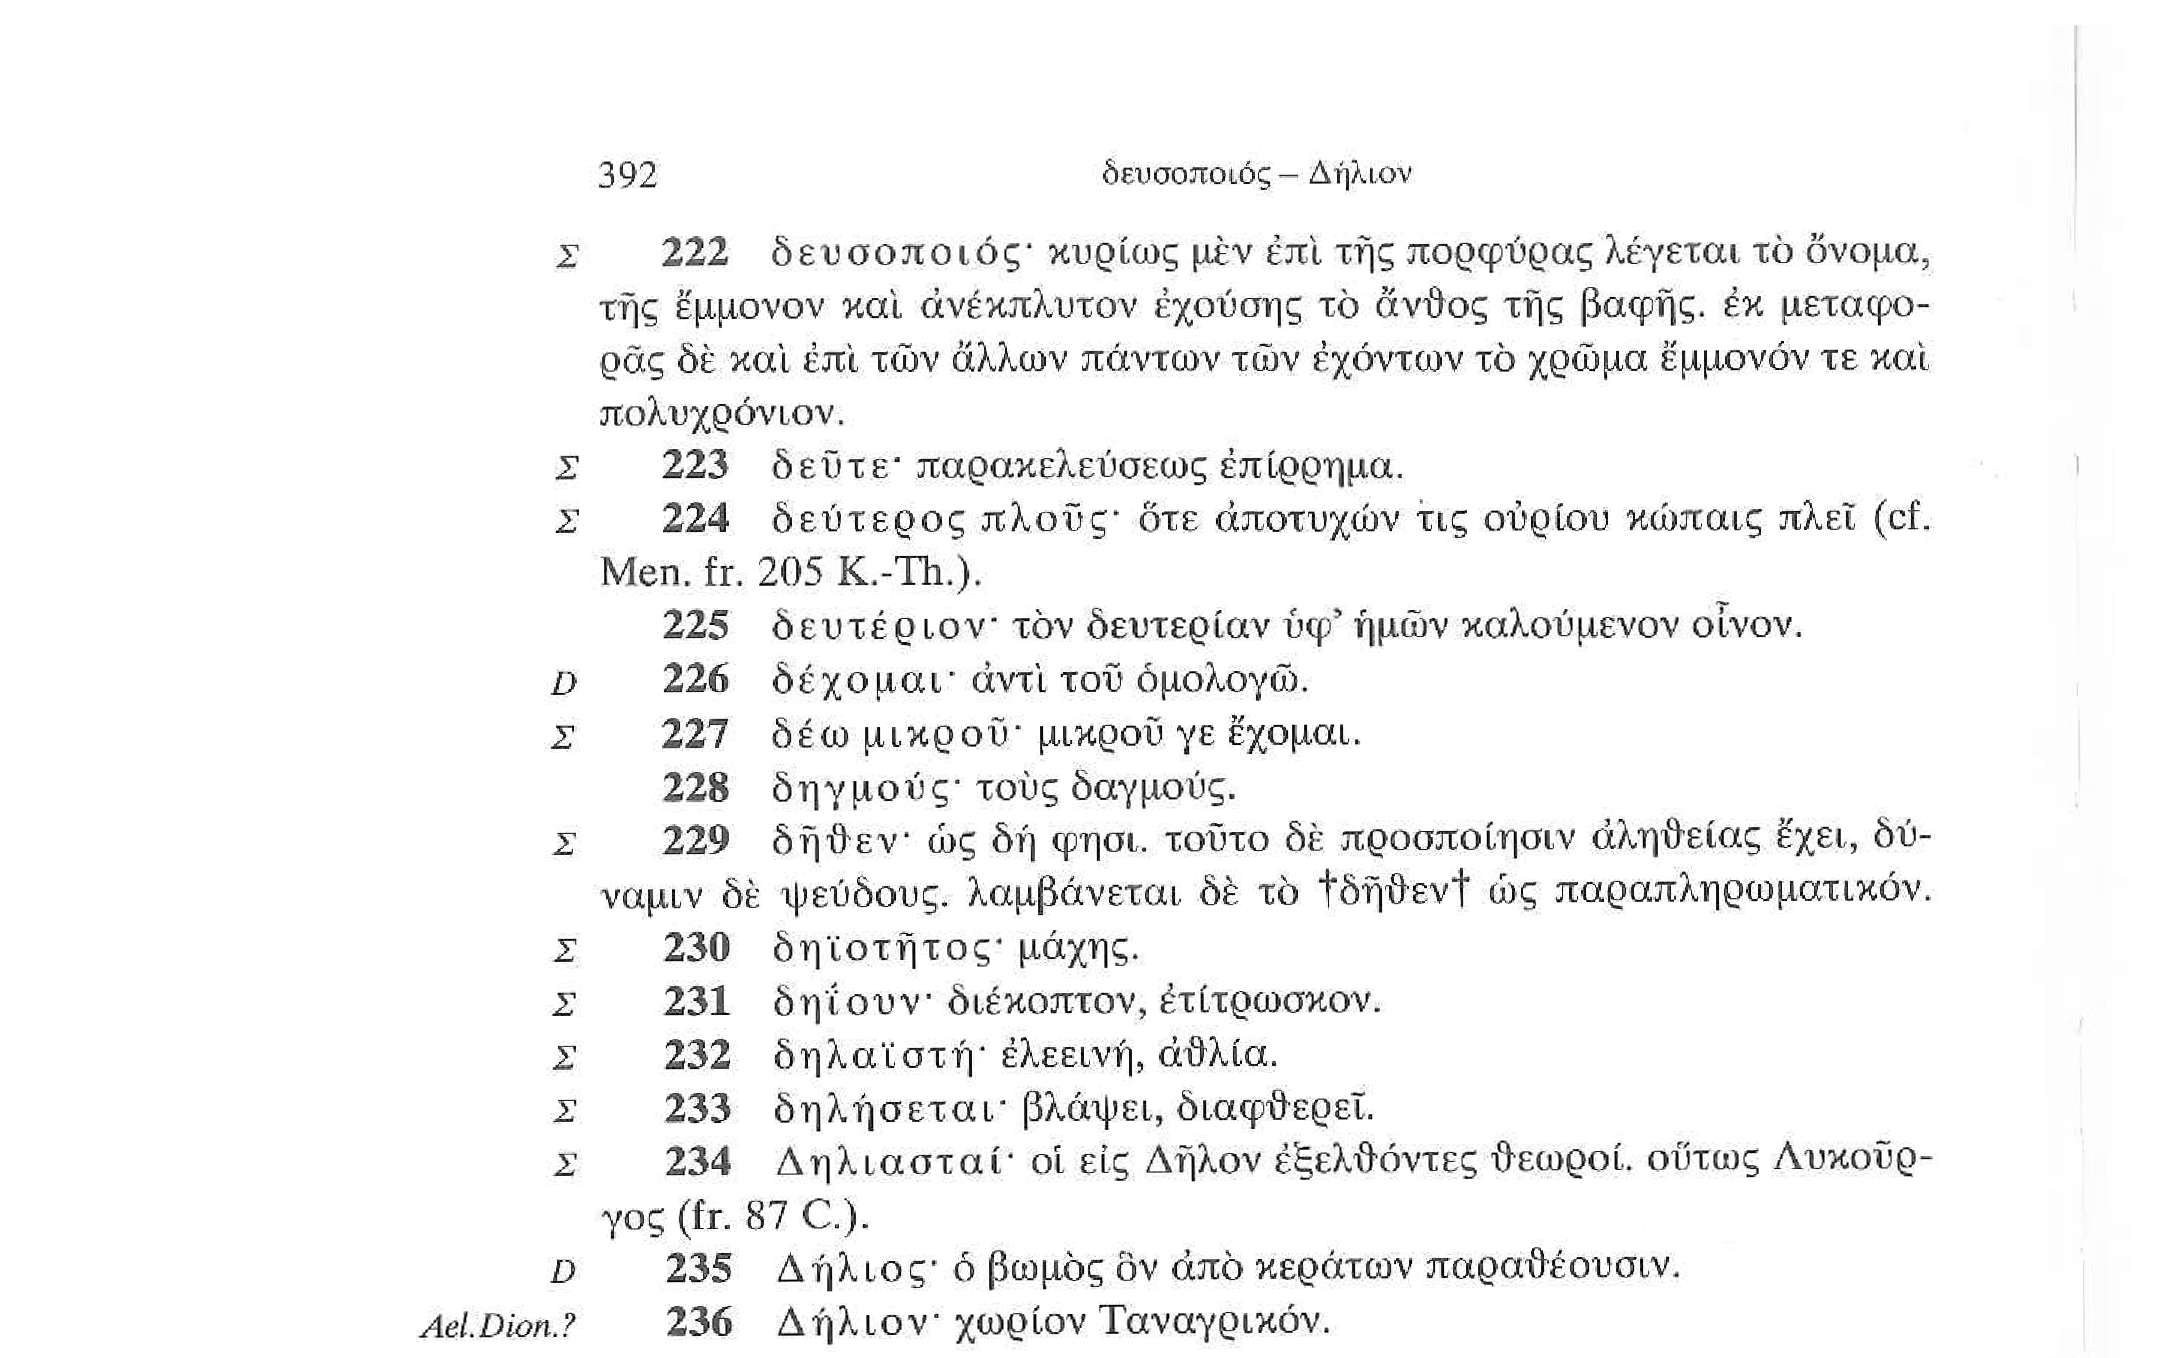 392 δευσοποιός – Δήλιον
Σ 222 δευσοποιός· κυρίως μὲν ἐπὶ τῆς πορφύρας λέγεται τὸ ὄνομα,
τῆς ἔμμονον καὶ ἀνέκπλυτον ἐχούσης τὸ ἄνθος τῆς βαφῆς. ἐκ μεταφο-
ρᾶς δὲ καὶ ἐπὶ τῶν ἄλλων πάντων τῶν ἐχόντων τὸ χρῶμα ἔμμονόν τε καὶ
πολυχρόνιον.
Σ 223 δεῦτε· παρακελεύσεως ἐπίρρημα.
Σ 224 δεύτερος πλοῦς· ὅτε ἀποτυχών τις οὐρίου κώπαις πλεῖ (cf.
Men. fr. 205 K.-Th.).
225 δευτέριον· τὸν δευτερίαν ὑφ’ ἡμῶν καλούμενον οἶνον.
D 226 δέχομαι· ἀντὶ τοῦ ὁμολογῶ.
Σ 227 δέω μικροῦ· μικροῦ γε ἔχομαι.
228 δηγμούς· τοὺς δαγμούς.
Σ 229 δῆθεν· ὡς δή φησι. τοῦτο δὲ προσποίησιν ἀληθείας ἔχει, δύ-
ναμιν δὲ ψεύδους. λαμβάνεται δὲ τὸ †δῆθεν† ὡς παραπληρωματικόν.
Σ 230 δηϊοτῆτος· μάχης.
Σ 231 δηΐουν· διέκοπτον, ἐτίτρωσκον.
Σ 232 δηλαϊστή· ἐλεεινή, ἀθλία.
Σ 233 δηλήσεται· βλάψει, διαφθερεῖ.
Σ 234 Δηλιασταί· οἱ εἰς Δῆλον ἐξελθόντες θεωροί. οὕτως Λυκοῦρ-
γος (fr. 87 C.).
D 235 Δήλιος· ὁ βωμὸς ὃν ἀπὸ κεράτων παραθέουσιν.
Ael.Dion.? 236 Δήλιον· χωρίον Ταναγρικόν.